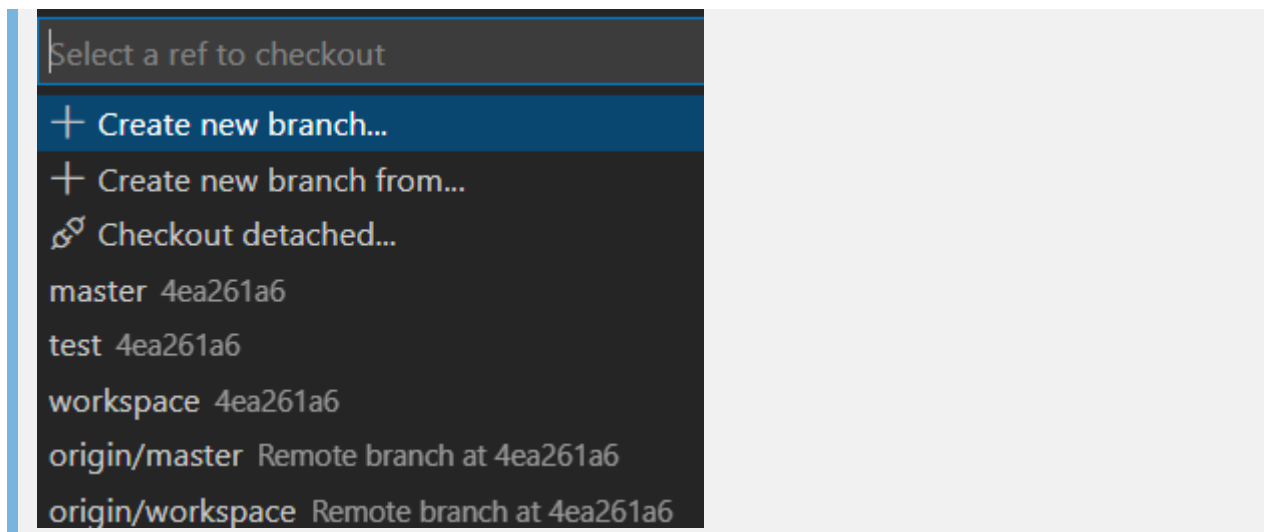 Select a ref to checkout
Create new branch...
Create new branch from...
Checkout detached...
master 4ea261a6
test 4ea261a6
workspace 4ea261a6
origin/master Remote branch at 4ea261a6
origin/workspace Remote branch at 4ea261a6